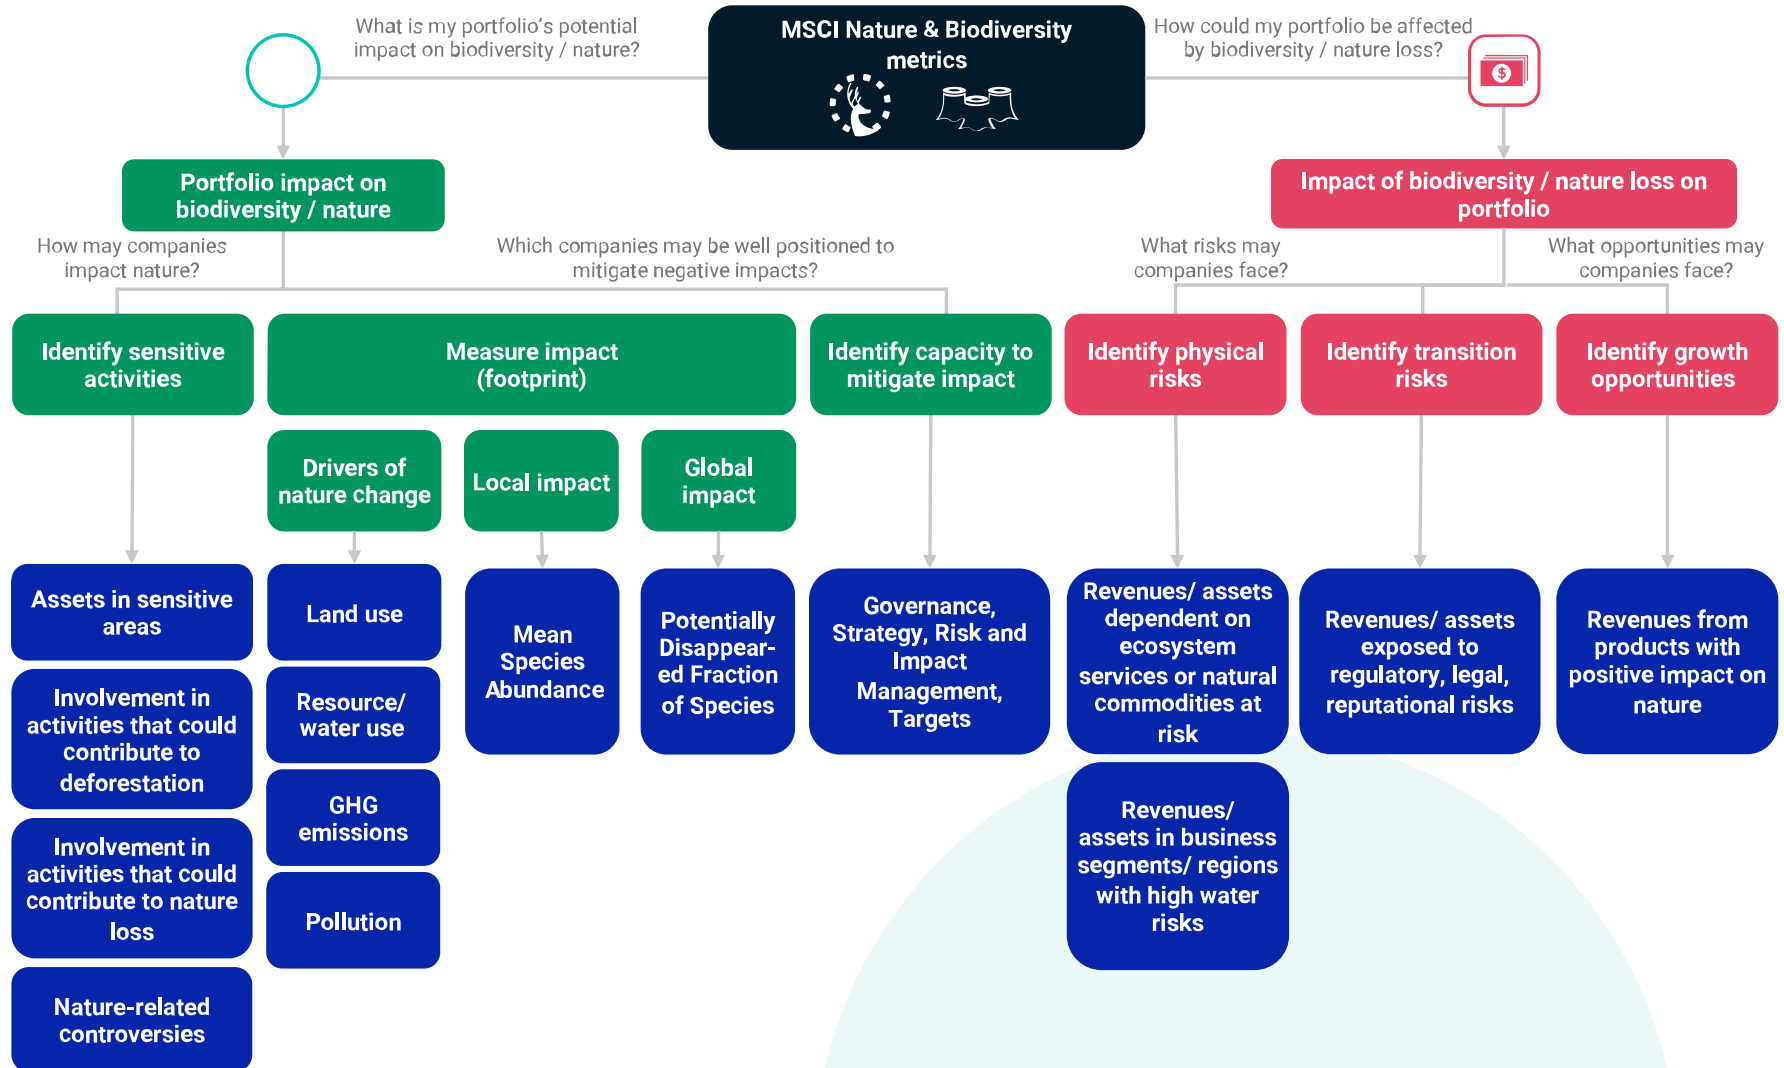 What is my portfolio's potential
impact on biodiversity / nature?
MSCI Nature & Biodiversity
metrics
How could my portfolio be affected
by biodiversity / nature loss?
$
Portfolio impact on
biodiversity / nature
Impact of biodiversity / nature loss on
portfolio
How may companies
impact nature?
Which companies may be well positioned to
mitigate negative impacts?
What risks may
companies face?
What opportunities may
companies face?
Identify sensitive
activities
Measure impact
(footprint)
Identify capacity to
mitigate impact
Identify physical
risks
Identify transition
risks
Identify growth
opportunities
Drivers of
nature change
Local impact
Global
impact
Assets in sensitive
areas
Involvement in
activities that could
contribute to
deforestation
Involvement in
activities that could
contribute to nature
loss
Nature-related
controversies
Land use
Resource/
water use
GHG
emissions
Pollution
Mean
Species
Abundance
Potentially
Disappear-
ed Fraction
of Species
Governance,
Strategy, Risk and
Impact
Management,
Targets
Revenues/ assets
dependent on
ecosystem
services or natural
commodities at
risk
Revenues/
assets in business
segments/ regions
with high water
risks
Revenues/ assets
exposed to
regulatory, legal,
reputational risks
Revenues from
products with
positive impact on
nature